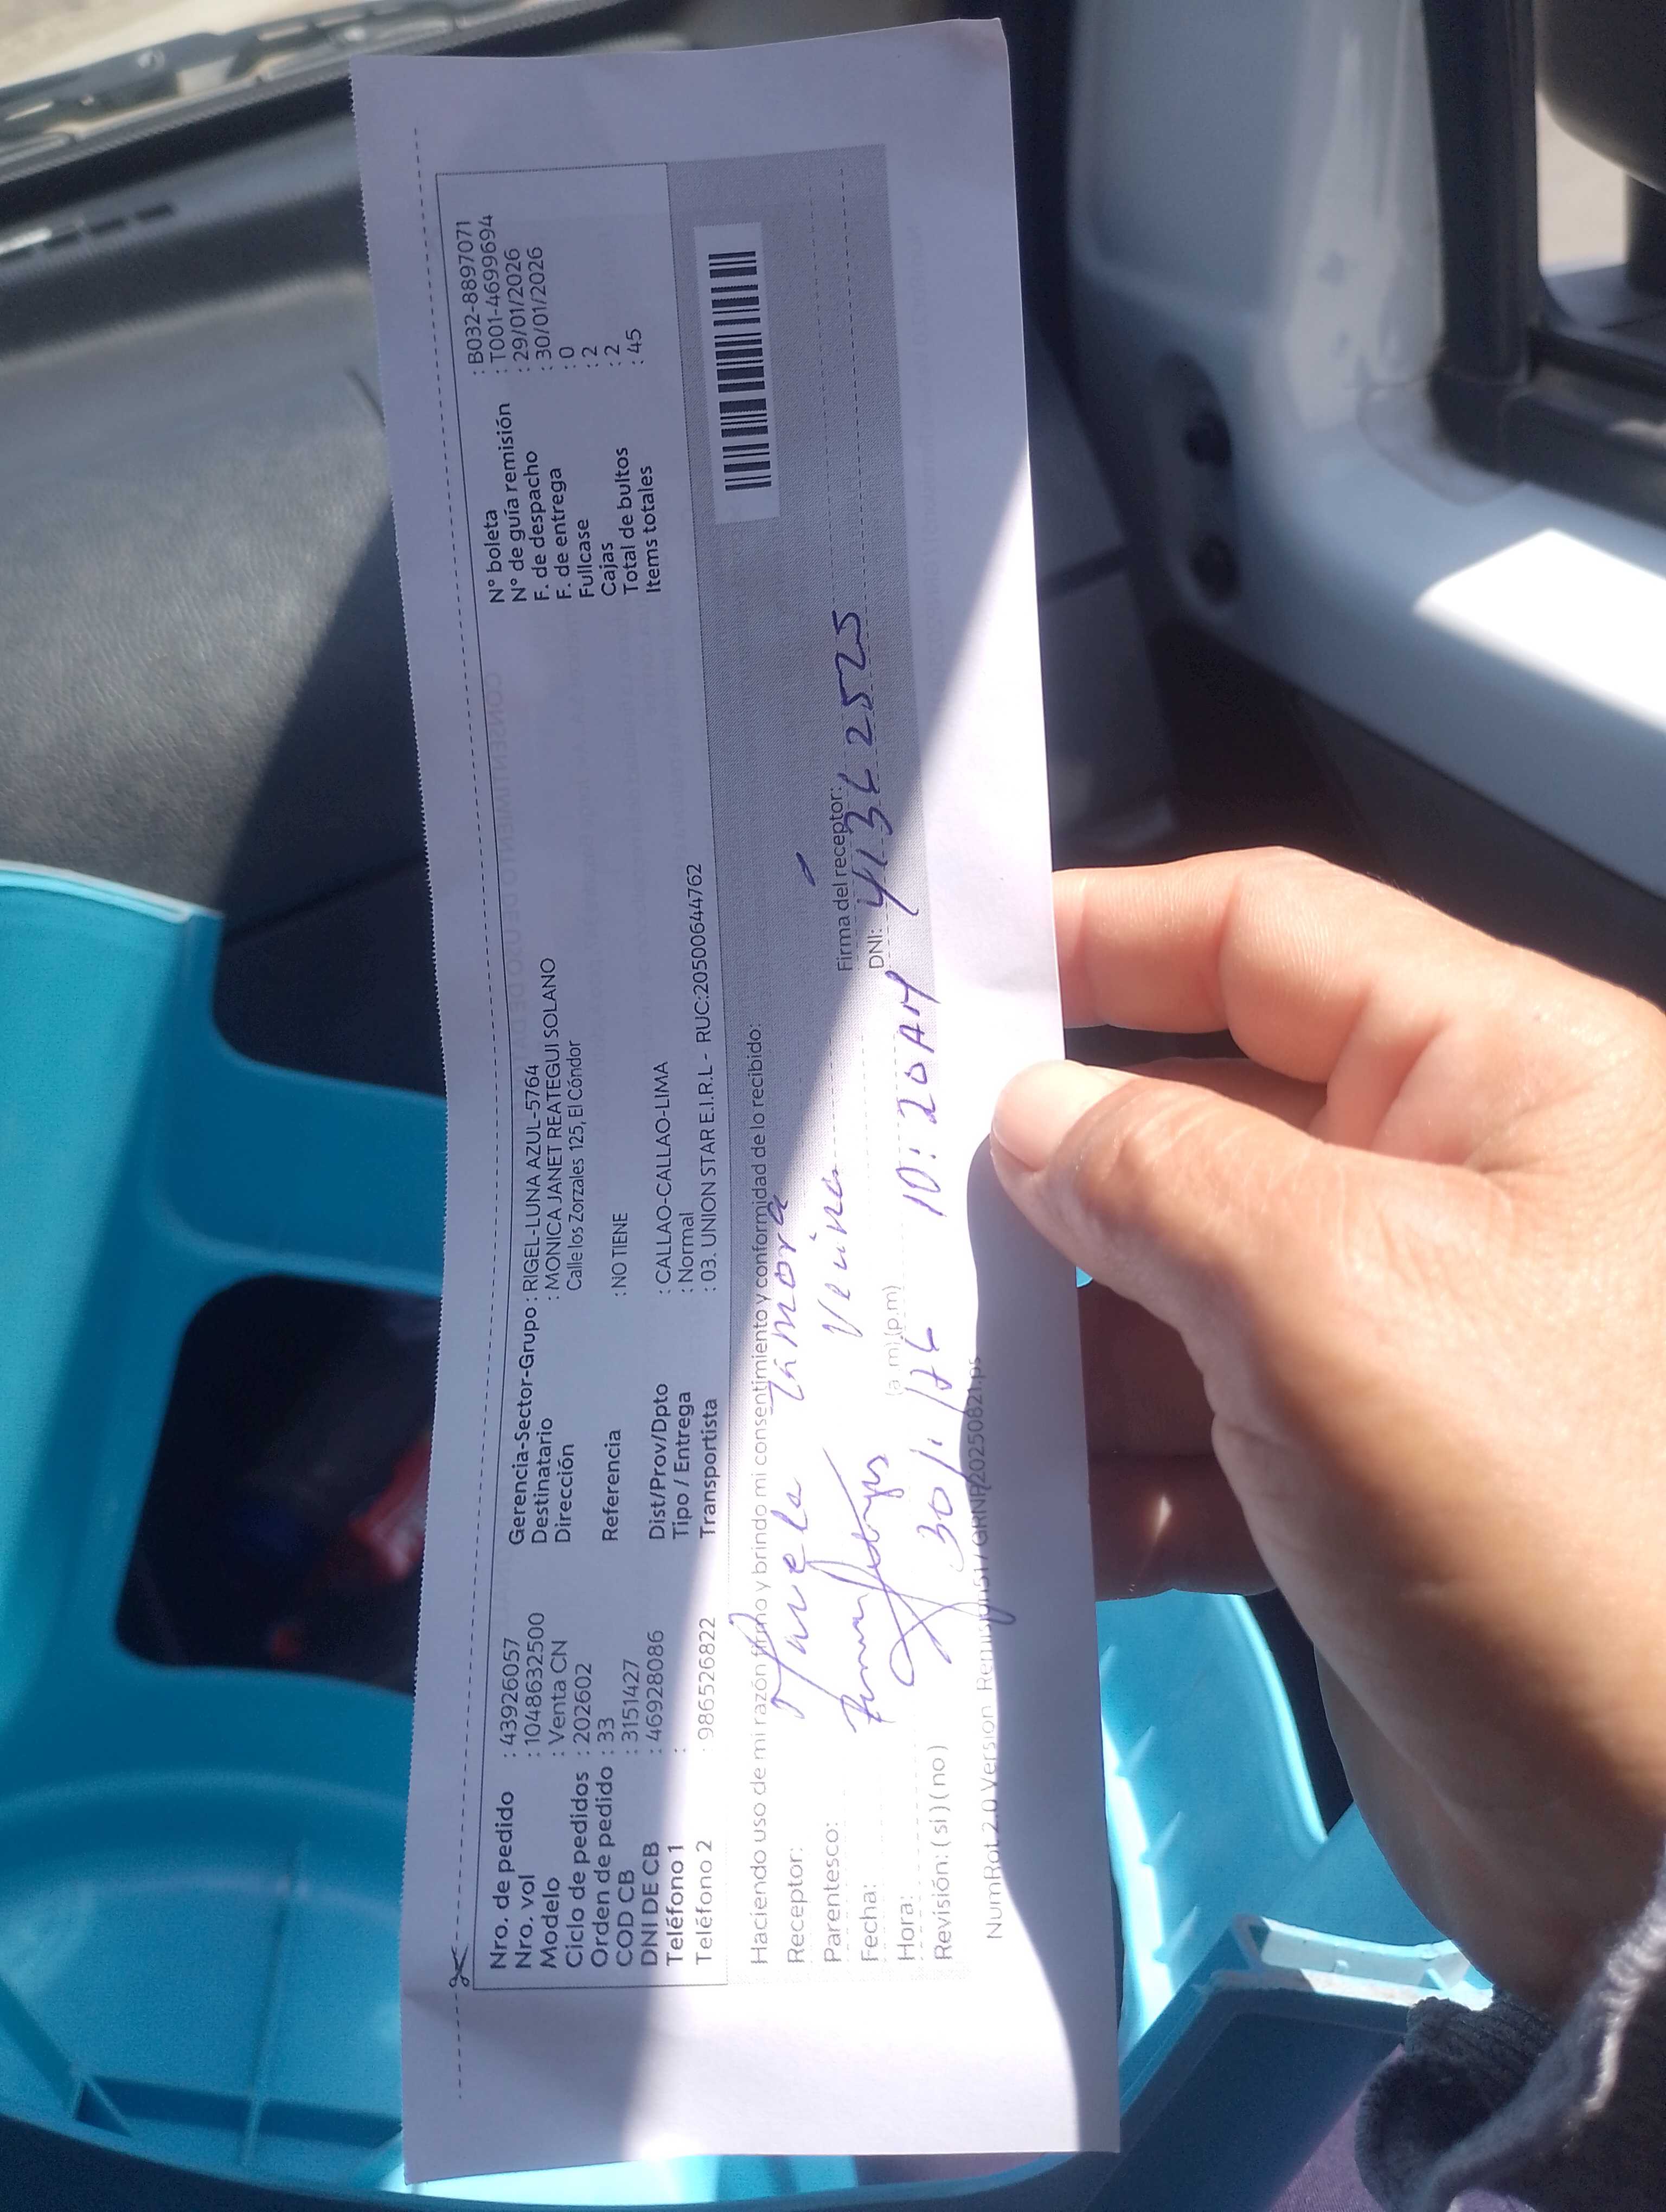 Nro. de pedido : 43926057
Nro. vol : 1048632500
Modelo : Venta CN
Ciclo de pedidos : 202602
Orden de pedido : 33
COD CB : 3151427
DNI DE CB : 46928086
Teléfono 1 :
Teléfono 2 : 986526822
Gerencia-Sector-Grupo : RIGEL-LUNA AZUL-5764
Destinatario : MONICA JANET REATEGUI SOLANO
Dirección Calle los Zorzales 125, El Cóndor
Referencia : NO TIENE
Dist/Prov/Dpto : CALLAO-CALLAO-LIMA
Tipo / Entrega : Normal
Transportista : 03. UNION STAR E.I.R.L - RUC:20500644762
N° boleta : B032-8897071
N° de guía remisión : T001-4699694
F. de despacho : 29/01/2026
F. de entrega : 30/01/2026
Fullcase : 0
Cajas : 2
Total de bultos : 2
Items totales : 45
Haciendo uso de mi razón firmo y brindo mi consentimiento y conformidad de lo recibido:
Receptor: Zamora
Parentesco: Vecina
Firma del receptor:
Fecha:
DNI: 41362525
Hora: (a.m) (p.m)
30/1/26 10:20AM
Revisión: ( si ) ( no )
NumRot 2.0 Version